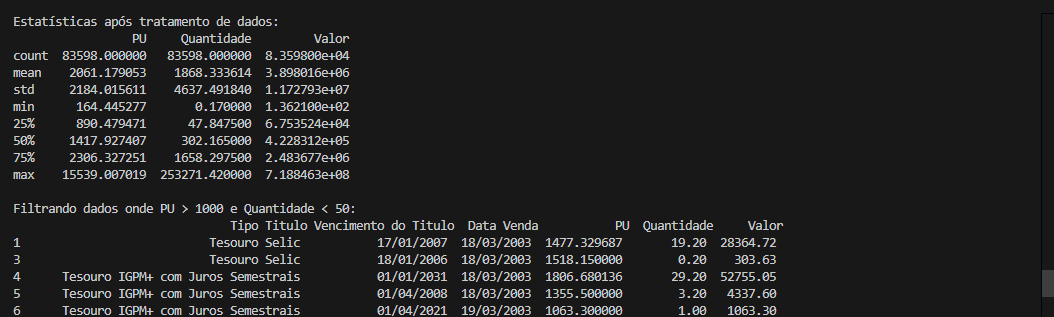 Estatísticas após tratamento de dados:
PU Quantidade Valor
count 83598.000000 83598.000000 8.359800e+04
mean 2061.179053 1868.333614 3.898016e+06
std 2184.015611 4637.491840 1.172793e+07
min 164.445277 0.170000 1.362100e+02
25% 890.479471 47.847500 6.753524e+04
50% 1417.927407 302.165000 4.228312e+05
75% 2306.327251 1658.297500 2.483677e+06
max 15539.007019 253271.420000 7.188463e+08
Filtrando dados onde PU > 1000 e Quantidade < 50:
Tipo Titulo Vencimento do Titulo Data Venda PU Quantidade Valor
1 Tesouro Selic 17/01/2007 18/03/2003 1477.329687 19.20 28364.72
3 Tesouro Selic 18/01/2006 18/03/2003 1518.150000 0.20 303.63
4 Tesouro IGPM+ com Juros Semestrais 01/01/2031 18/03/2003 1806.680136 29.20 52755.05
5 Tesouro IGPM+ com Juros Semestrais 01/04/2008 18/03/2003 1355.500000 3.20 4337.60
6 Tesouro IGPM+ com Juros Semestrais 01/04/2021 19/03/2003 1063.300000 1.00 1063.30